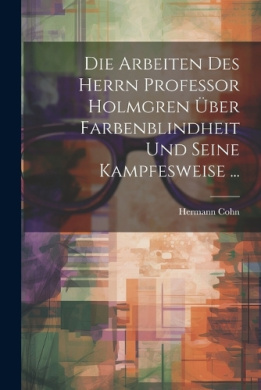 Die Arbeiten Des
Herrn Professor
Holmgren Über
Farbenblindheit
Und Seine
Kampfesweise ...
Hermann Cohn